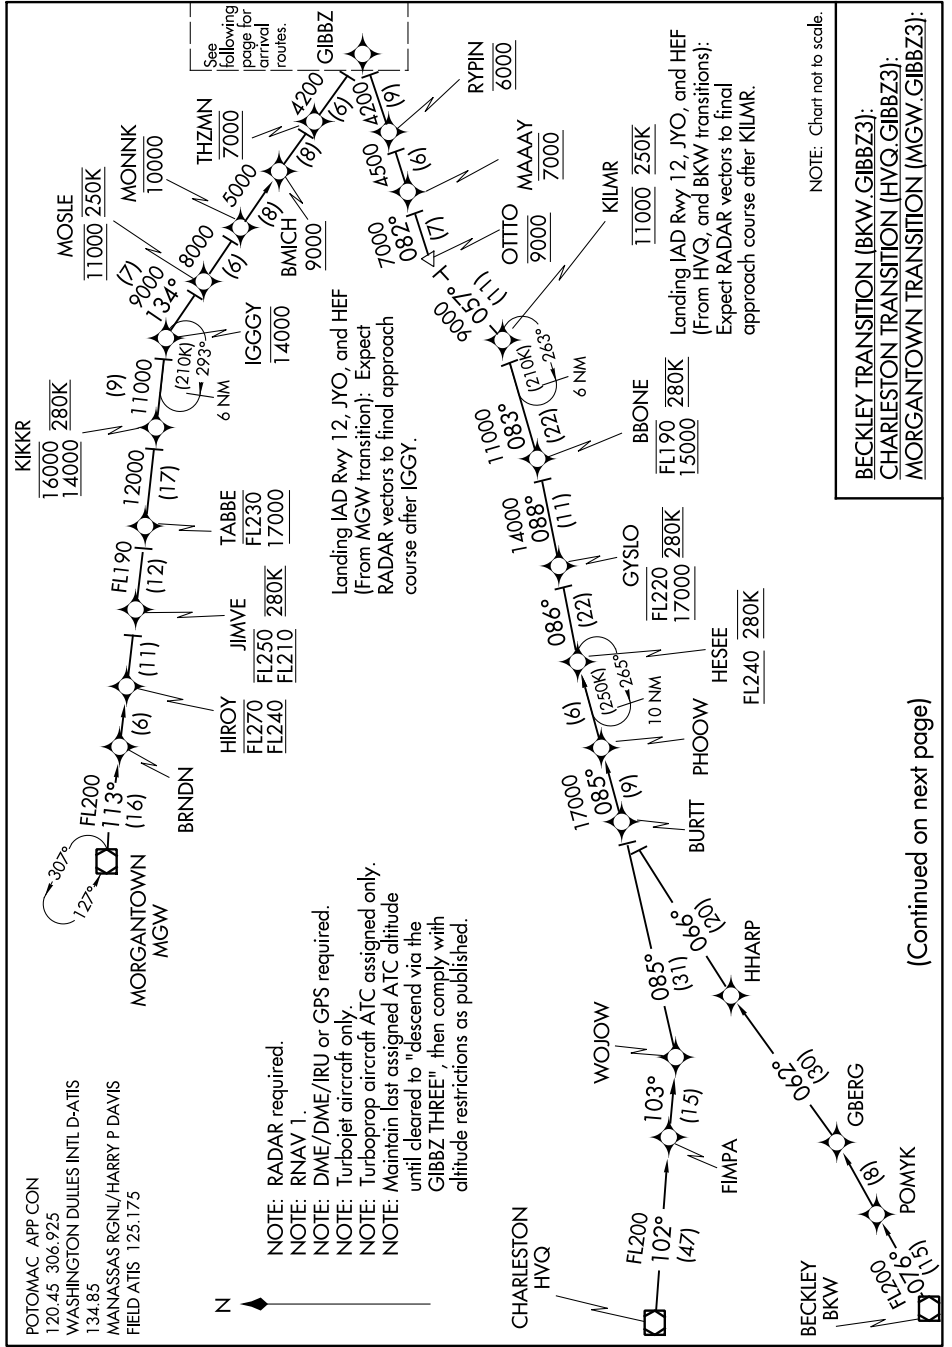 POTOMAC APP CON
120.45 306.925
WASHINGTON DULLES INTL D-ATIS
134.85
MANASSAS RGNL/HARRY P DAVIS
FIELD ATIS 125.175
NOTE: RADAR required.
NOTE: RNAV 1.
NOTE: DME/DME/IRU or GPS required.
NOTE: Turbojet aircraft only.
NOTE: Turboprop aircraft ATC assigned only.
NOTE: Maintain last assigned ATC altitude
until cleared to "descend via the
GIBBZ THREE", then comply with
altitude restrictions as published.
N
MORGANTOWN
MGW
307°
127°
FL200
113°
(16)
BRNDN
(6)
HIROY
FL270
FL240
(11)
JIMVE
FL250 280K
FL210
FL190
(12)
TABBE
FL230
17000
12000
(17)
KIKKR
16000 280K
14000
(9)
11000
(210K)
293°
6 NM
IGGGY
14000
(7)
9000
134°
MOSLE
11000 250K
8000
(6)
MONNK
10000
5000
(8)
BMICH
9000
(8)
THZMN
7000
4200
(6)
GIBBZ
See
following
page for
arrival
routes.
Landing IAD Rwy 12, JYO, and HEF
(From MGW transition): Expect
RADAR vectors to final approach
course after IGGGY.
CHARLESTON
HVQ
FL200
102°
(47)
FIMPA
103°
(15)
WOJOW
085°
(31)
BECKLEY
BKW
FL200
076°
(15)
POMYK
(8)
GBERG
062°
(30)
HHARP
066°
(20)
BURTT
17000
085°
(9)
PHOOW
(6)
(250K)
265°
10 NM
HESEE
FL240 280K
086°
(22)
GYSLO
FL220 280K
17000
14000
088°
(11)
BBONE
FL190 280K
15000
11000
083°
(22)
(210K)
263°
6 NM
KILMR
11000 250K
9000
057°
(11)
OTTTO
9000
7000
082°
(7)
MAAAY
7000
4500
(6)
RYPIN
6000
4200
(9)
Landing IAD Rwy 12, JYO, and HEF
(From HVQ, and BKW transitions):
Expect RADAR vectors to final
approach course after KILMR.
NOTE: Chart not to scale.
BECKLEY TRANSITION (BKW.GIBBZ3):
CHARLESTON TRANSITION (HVQ.GIBBZ3):
MORGANTOWN TRANSITION (MGW.GIBBZ3):
(Continued on next page)